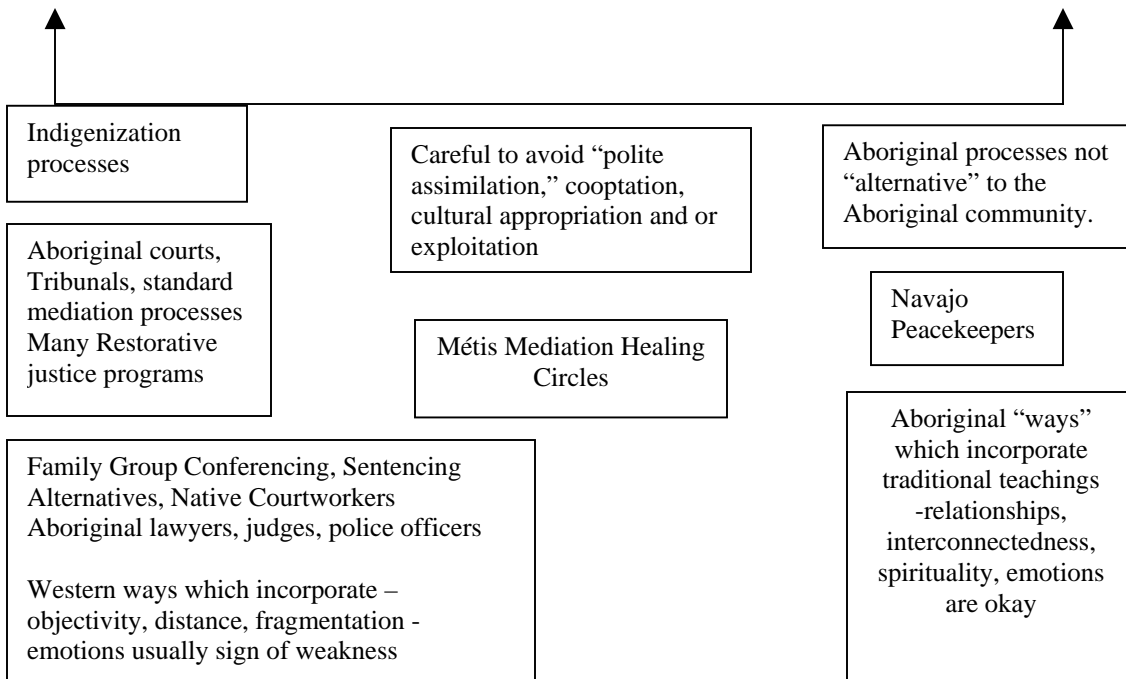 Indigenization
processes
Aboriginal courts,
Tribunals, standard
mediation processes
Many Restorative
justice programs
Family Group Conferencing, Sentencing
Alternatives, Native Courtworkers
Aboriginal lawyers, judges, police officers
Western ways which incorporate –
objectivity, distance, fragmentation -
emotions usually sign of weakness
Careful to avoid “polite
assimilation,” cooptation,
cultural appropriation and or
exploitation
Métis Mediation Healing
Circles
Aboriginal processes not
“alternative” to the
Aboriginal community.
Navajo
Peacekeepers
Aboriginal “ways”
which incorporate
traditional teachings
-relationships,
interconnectedness,
spirituality, emotions
are okay